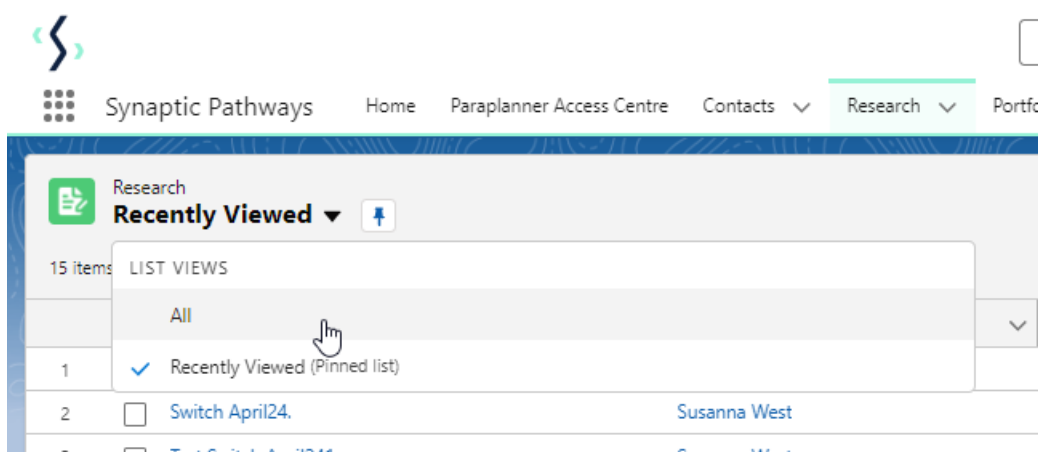 Synaptic Pathways Home Paraplanner Access Centre Contacts Research
Research
Recently Viewed
15 items
LIST VIEWS
All
Recently Viewed (Pinned list)
1
2 Switch April24. Susanna West